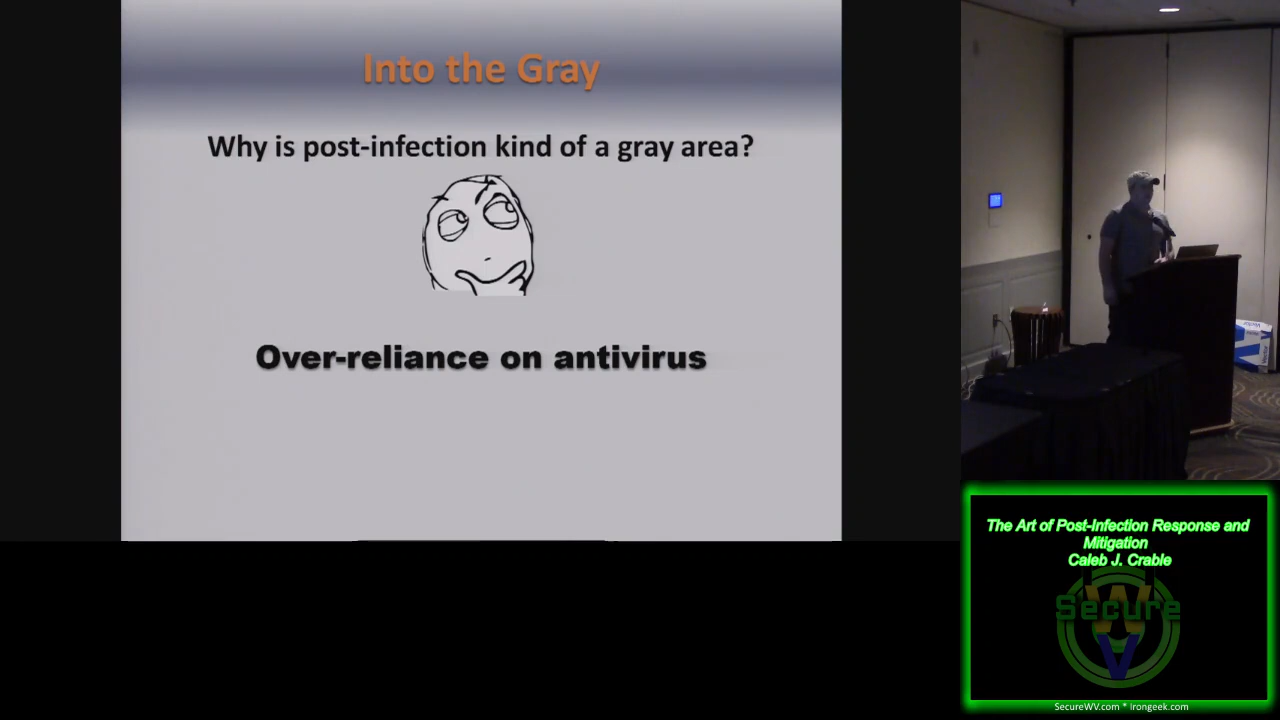 Into the Gray
Why is post-infection kind of a gray area?
Over-reliance on antivirus
The Art of Post-Infection Response and
Mitigation
Caleb J. Crable
Secure
W
V
SecureWV.com * Irongeek.com